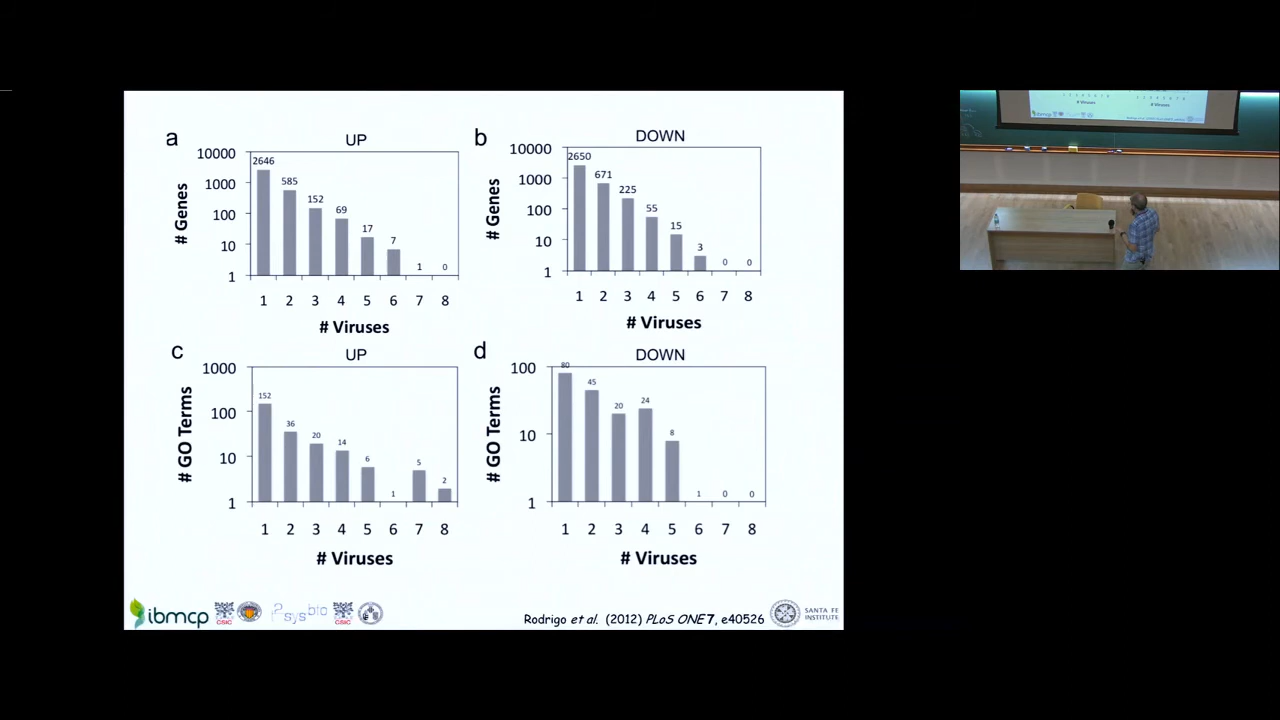 a
UP
10000
1000
100
10
1
# Genes
2646
585
152
69
17
7
1
0
1 2 3 4 5 6 7 8
# Viruses
b
DOWN
10000
1000
100
10
1
# Genes
2650
671
225
55
15
3
0
0
1 2 3 4 5 6 7 8
# Viruses
c
UP
1000
100
10
1
# GO Terms
152
36
20
14
6
1
5
2
1 2 3 4 5 6 7 8
# Viruses
d
DOWN
100
10
1
# GO Terms
80
45
20
24
8
1
0
0
1 2 3 4 5 6 7 8
# Viruses
ibmcp
CSIC
sysbio
CSIC
Rodrigo et al. (2012) PLoS ONE 7, e40526
SANTA FE
INSTITUTE
# Viruses
# Viruses